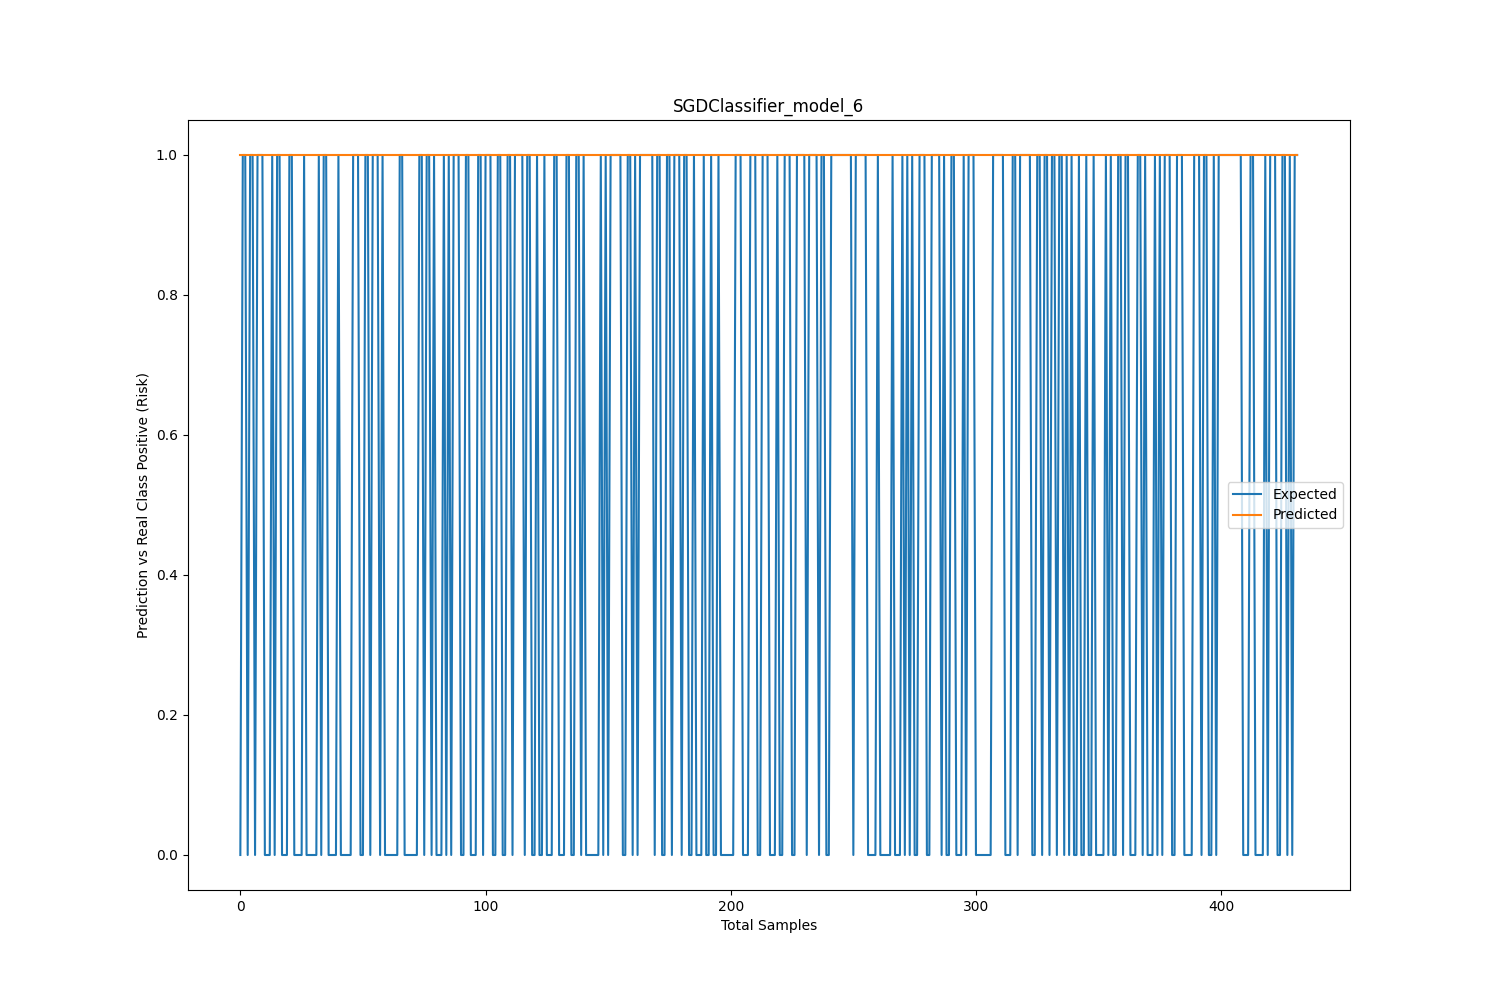 SGDClassifier_model_6
Prediction vs Real Class Positive (Risk)
1.0
0.8
0.6
0.4
0.2
0.0
Expected
Predicted
0 100 200 300 400
Total Samples